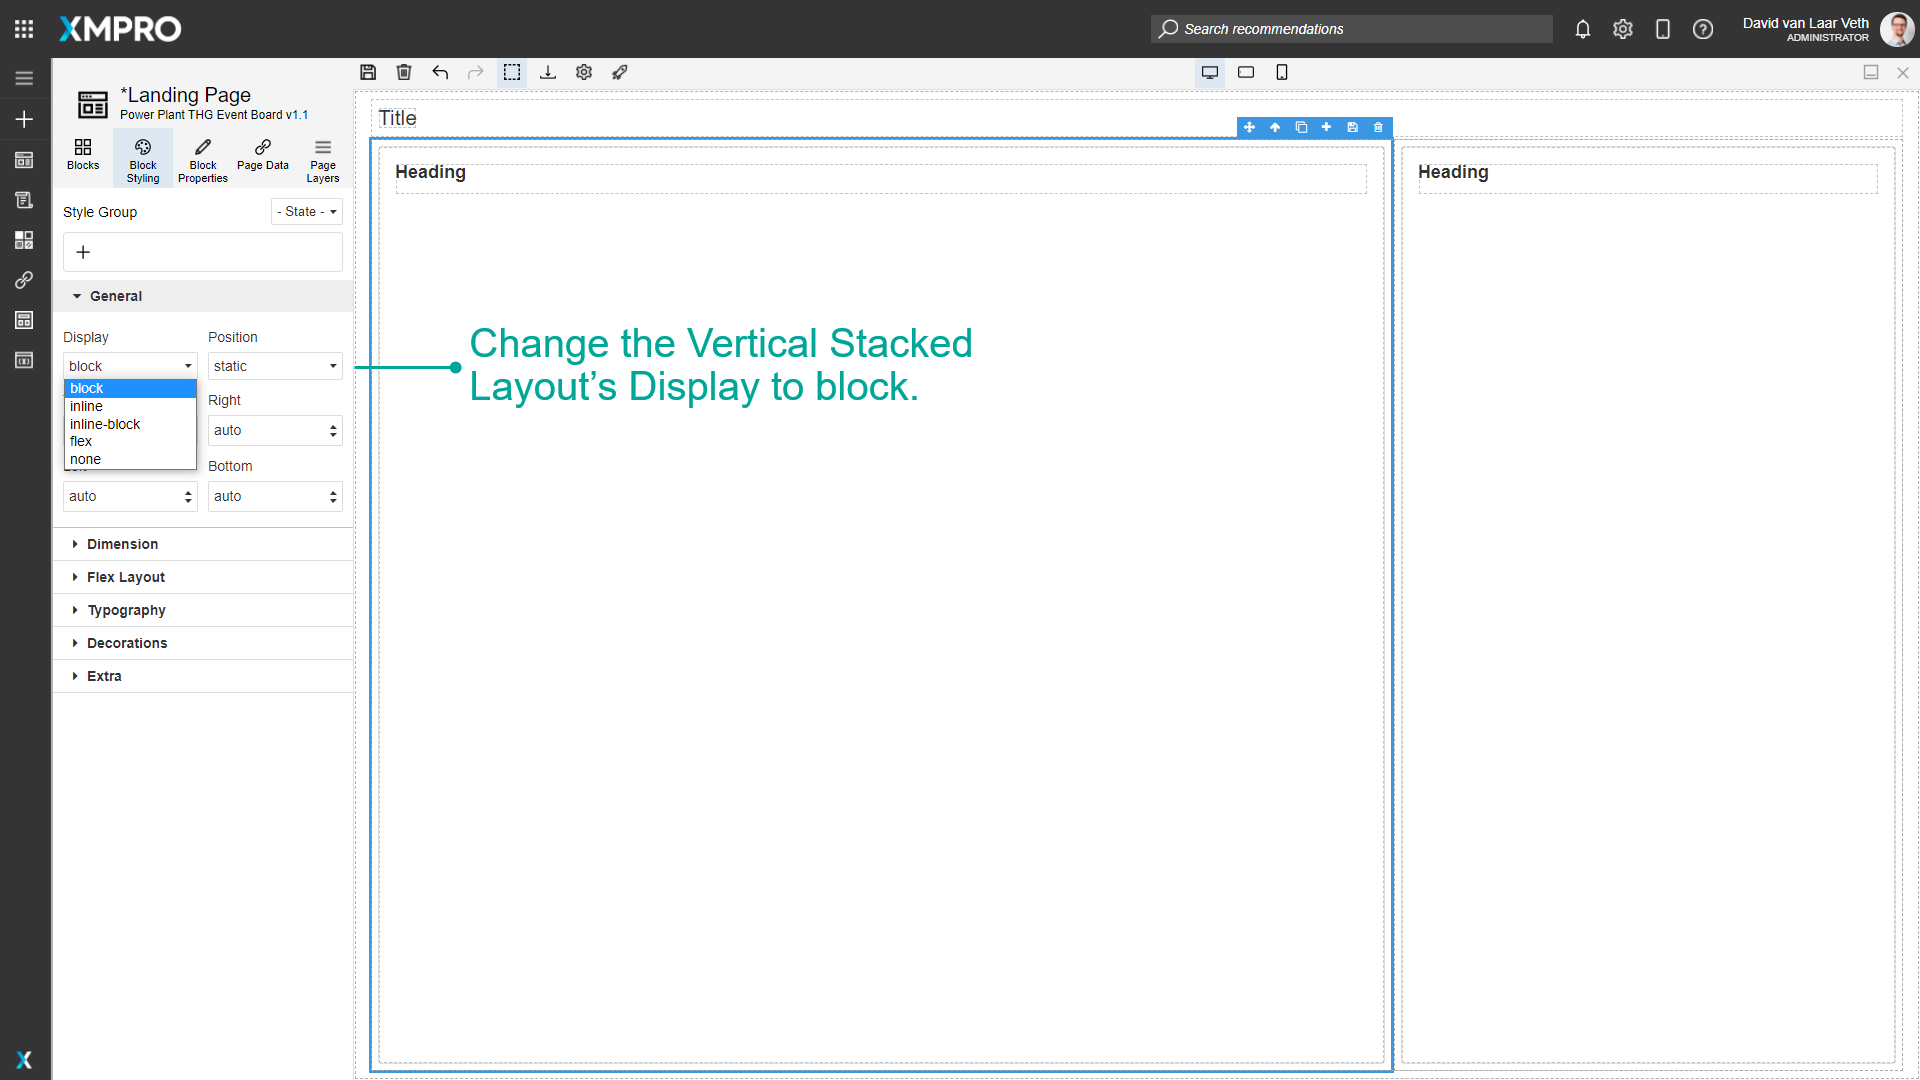 XMPRO
Search recommendations
David van Laar Veth
ADMINISTRATOR
*Landing Page
Power Plant THG Event Board v1.1
Blocks
Block
Styling
Block
Properties
Page Data
Page
Layers
Style Group
- State -
General
Display
Position
block
static
block
inline
inline-block
flex
none
Right
auto
Bottom
auto
auto
Dimension
Flex Layout
Typography
Decorations
Extra
Title
Heading
Heading
Change the Vertical Stacked
Layout’s Display to block.